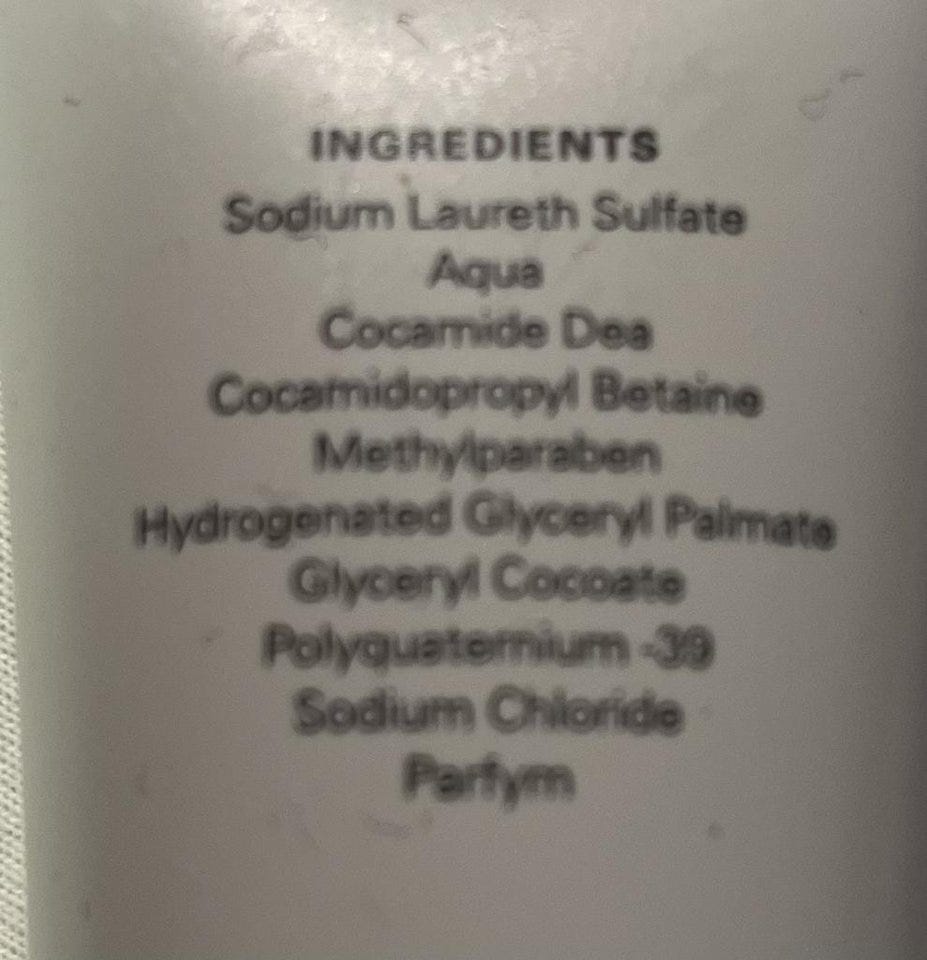 INGREDIENTS
Sodium Laureth Sulfate
Aqua
Cocamide Dea
Cocamidopropyl Betaine
Methylparaben
Hydrogenated Glyceryl Palmate
Glyceryl Cocoate
Polyquaternium -39
Sodium Chloride
Parfym